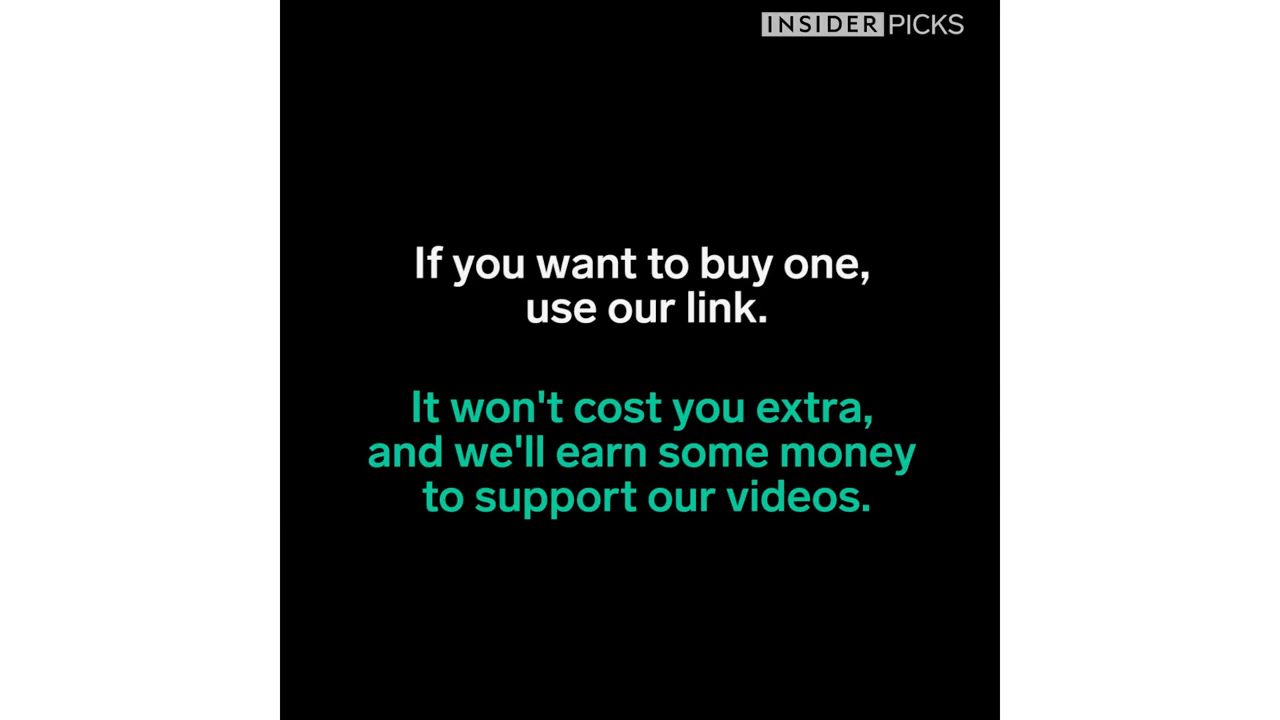 INSIDER PICKS
If you want to buy one,
use our link.
It won't cost you extra,
and we'll earn some money
to support our videos.